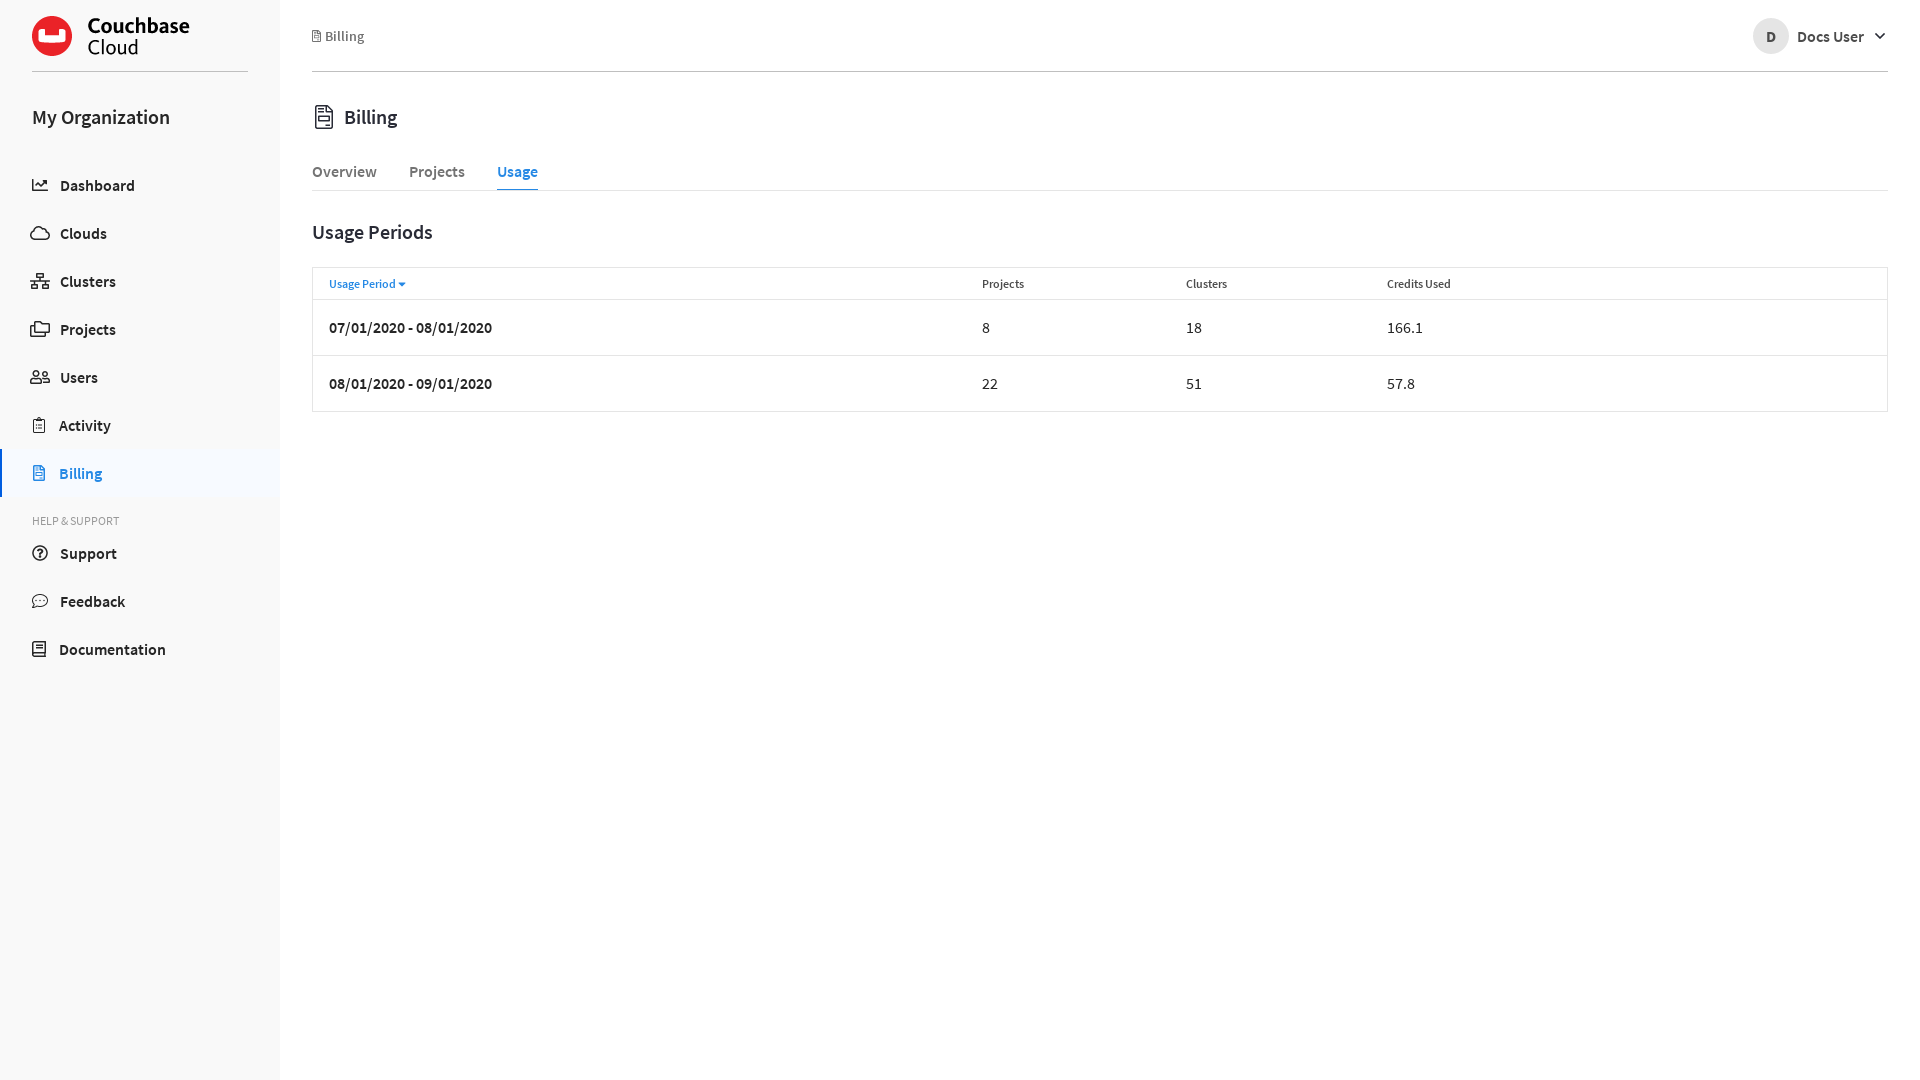 Couchbase
Cloud
My Organization
Dashboard
Clouds
Clusters
Projects
Users
Activity
Billing
HELP & SUPPORT
Support
Feedback
Documentation
Billing
D Docs User
Billing
Overview Projects Usage
Usage Periods
Usage Period Projects Clusters Credits Used
07/01/2020 - 08/01/2020 8 18 166.1
08/01/2020 - 09/01/2020 22 51 57.8